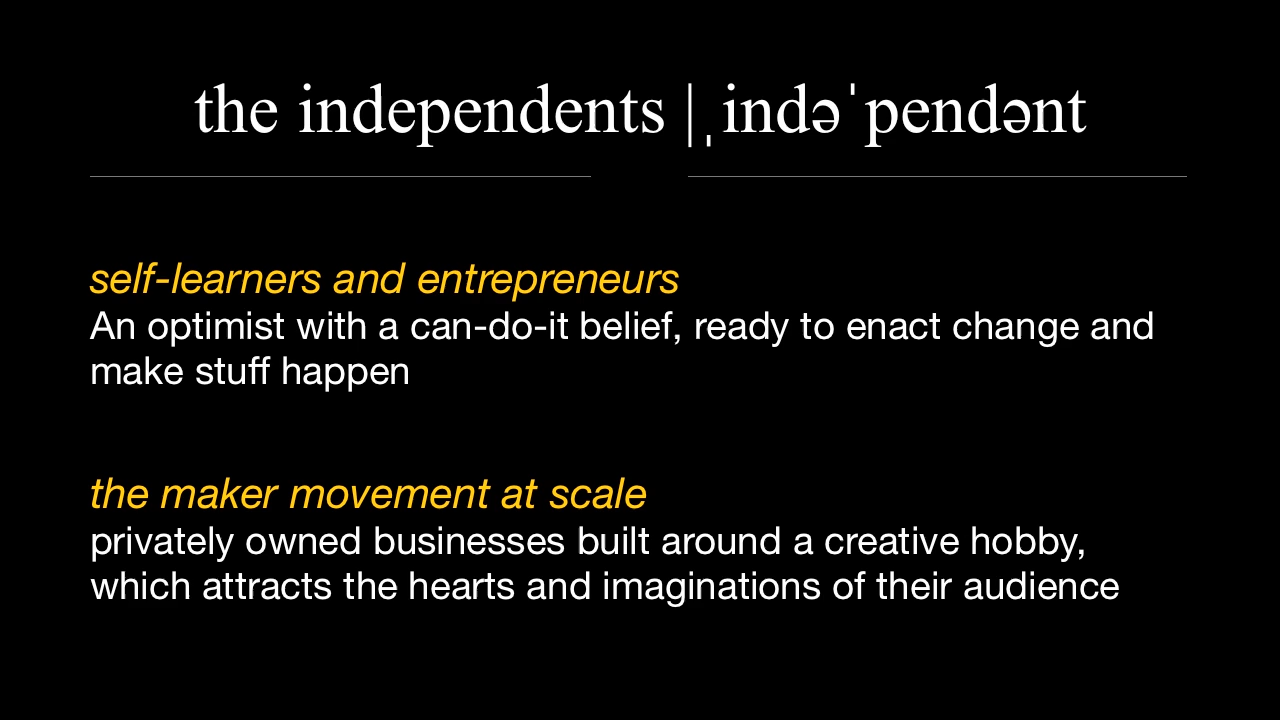 the independents |ˌindəˈpendənt
self-learners and entrepreneurs
An optimist with a can-do-it belief, ready to enact change and
make stuff happen
the maker movement at scale
privately owned businesses built around a creative hobby,
which attracts the hearts and imaginations of their audience